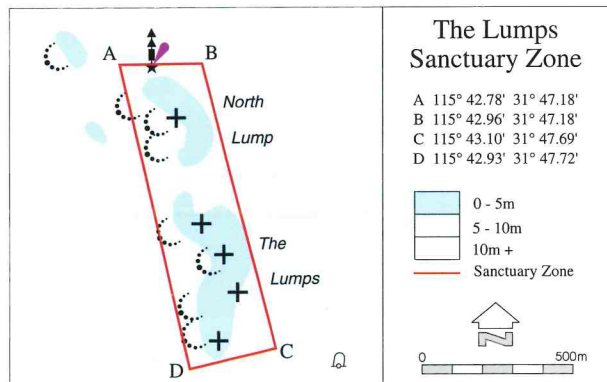 A
B
North
Lump
The
Lumps
C
D
The Lumps
Sanctuary Zone
A 115° 42.78' 31° 47.18'
B 115° 42.96' 31° 47.18'
C 115° 43.10' 31° 47.69'
D 115° 42.93' 31° 47.72'
0 - 5m
5 - 10m
10m +
Sanctuary Zone
N
0 500m